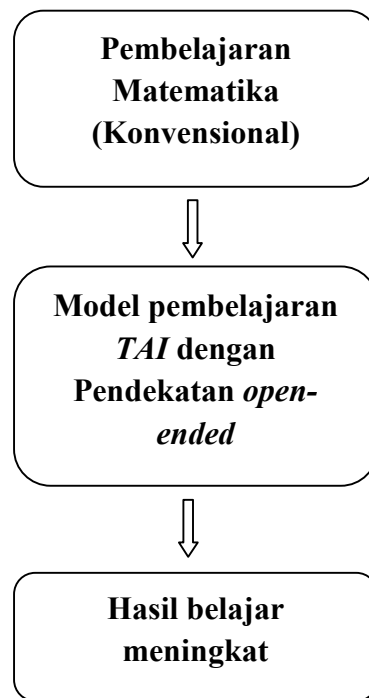 Pembelajaran
Matematika
(Konvensional)
Model pembelajaran
TAI dengan
Pendekatan open-
ended
Hasil belajar
meningkat